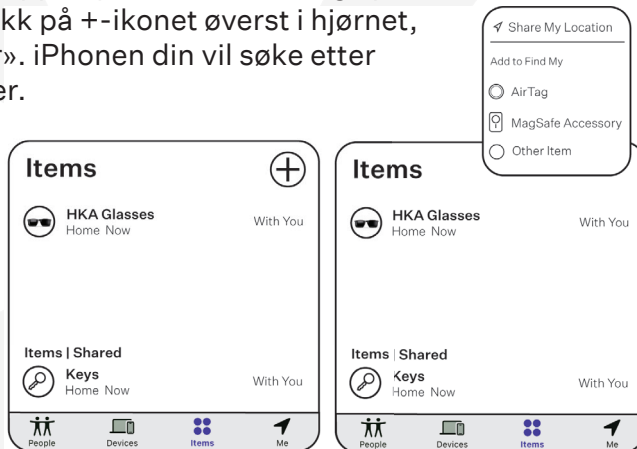 kk på +-ikonet øverst i hjørnet,
r». iPhonen din vil søke etter
er.
Share My Location
Add to Find My
AirTag
MagSafe Accessory
Other Item
Items
HKA Glasses
Home Now
With You
Items | Shared
Keys
Home Now
With You
People
Devices
Items
Me
Items
HKA Glasses
Home Now
With You
Items | Shared
Keys
Home Now
With You
People
Devices
Items
Me